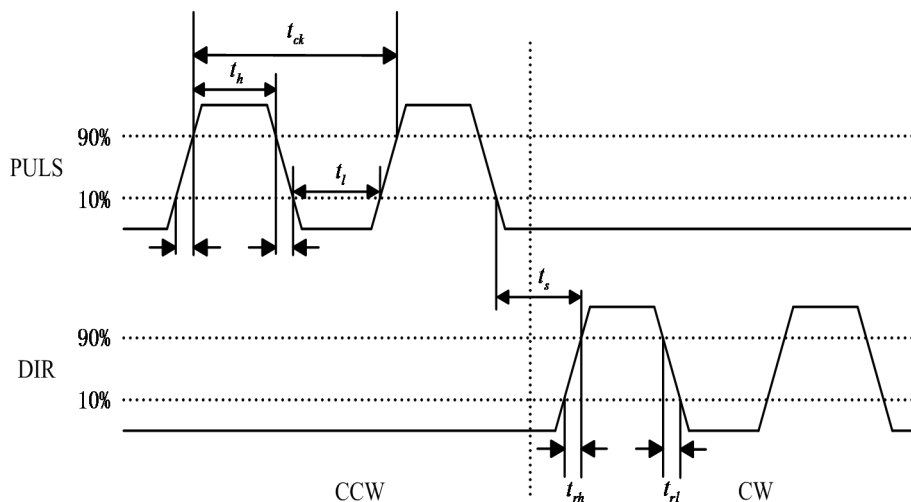 t_ck
t_h
90%
PULS
t_l
10%
t_s
90%
DIR
10%
CCW
t_rh
t_rl
CW